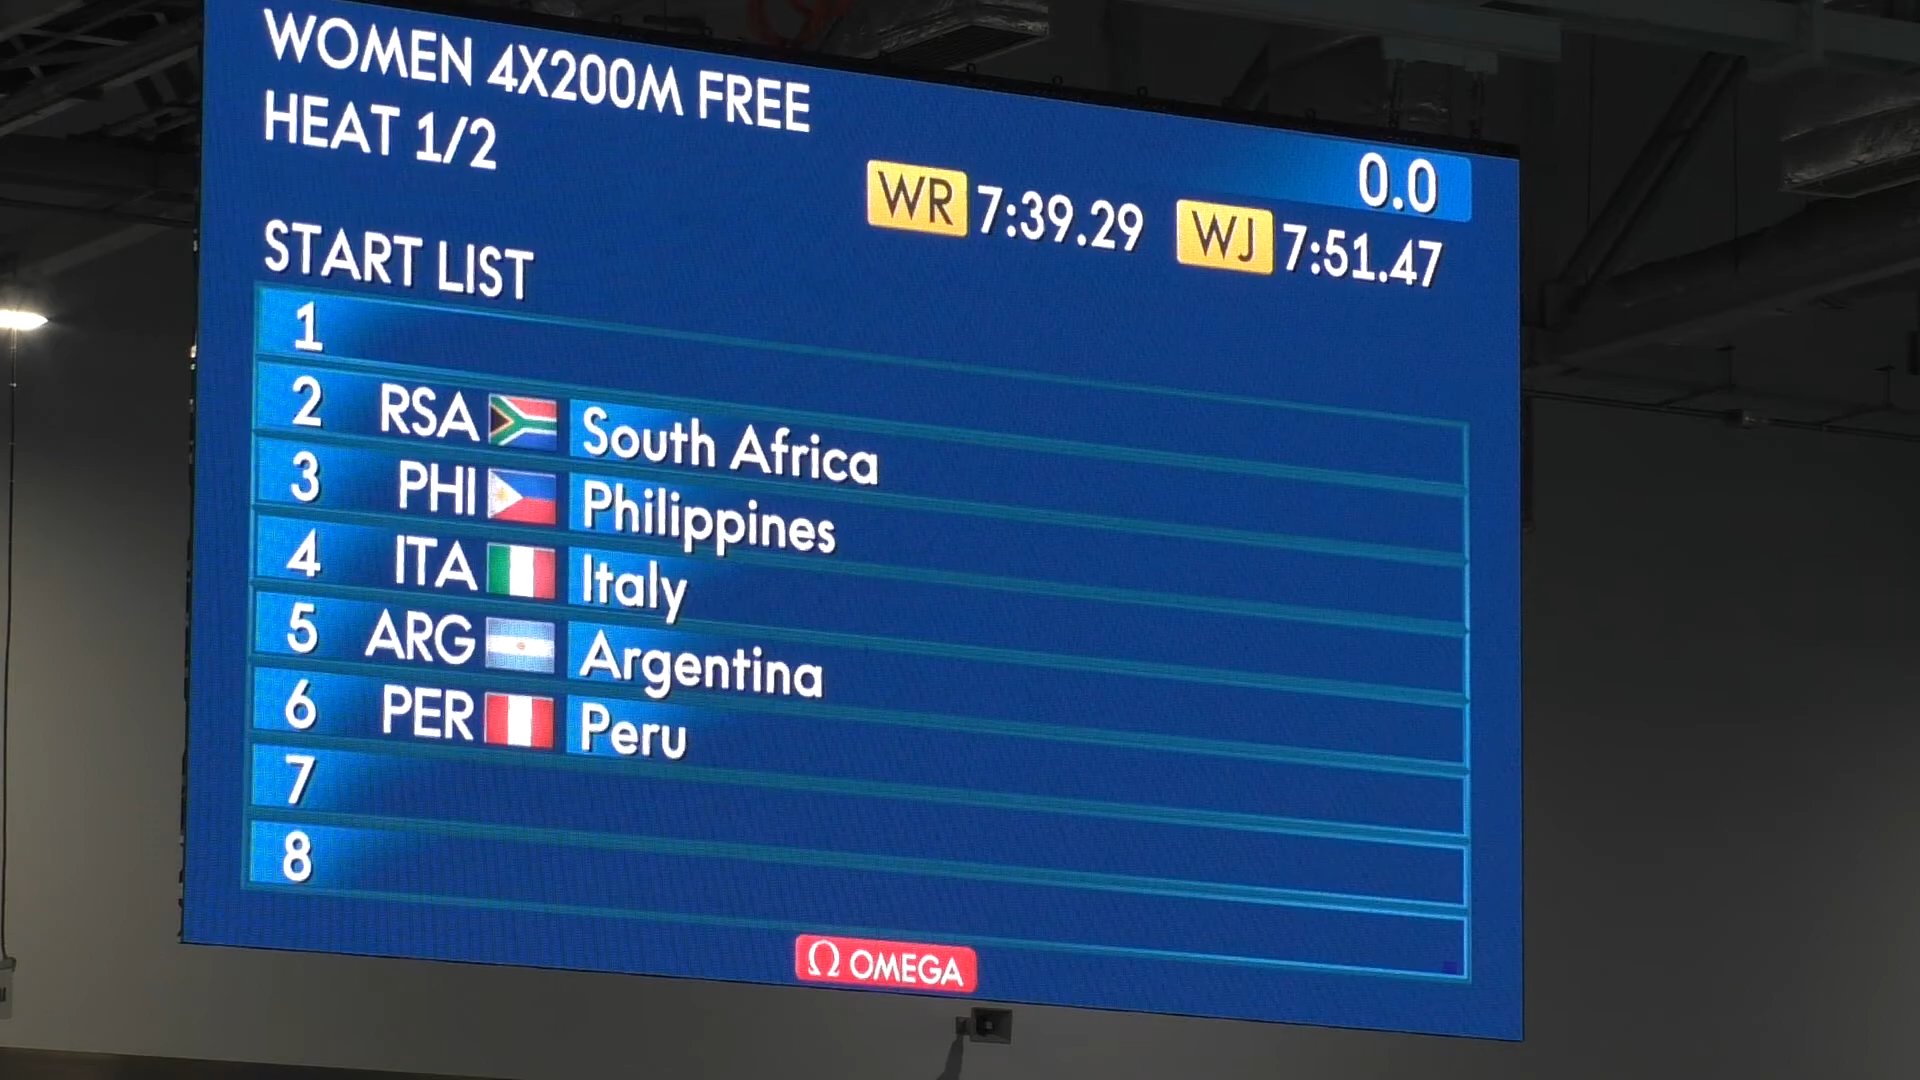 WOMEN 4X200M FREE
HEAT 1/2
0.0
WR 7:39.29 WJ 7:51.47
START LIST
1
2 RSA South Africa
3 PHI Philippines
4 ITA Italy
5 ARG Argentina
6 PER Peru
7
8
Ω OMEGA